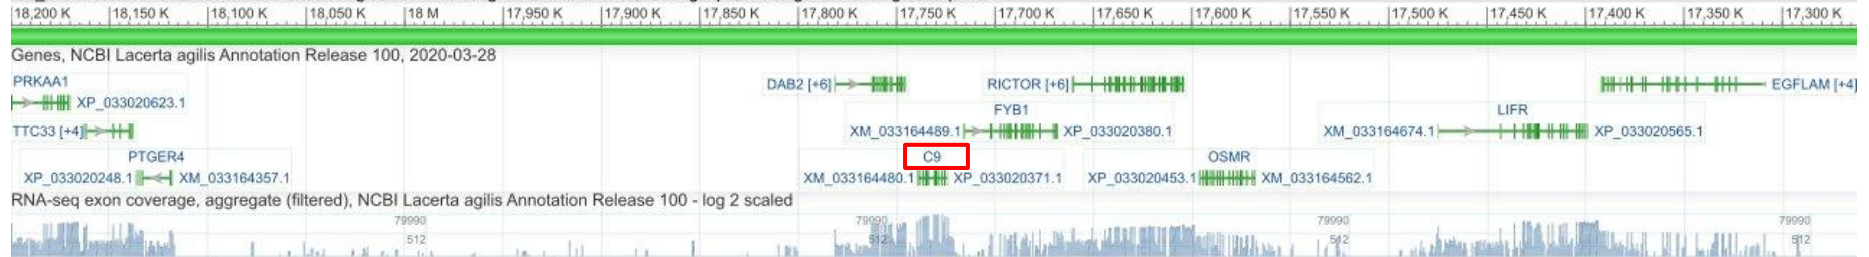 18,200 K 18,150 K 18,100 K 18,050 K 18 M 17,950 K 17,900 K 17,850 K 17,800 K 17,750 K 17,700 K 17,650 K 17,600 K 17,550 K 17,500 K 17,450 K 17,400 K 17,350 K 17,300 K
Genes, NCBI Lacerta agilis Annotation Release 100, 2020-03-28
PRKAA1 DAB2 [+6] RICTOR [+6] EGFLAM [+4]
XP_033020623.1 FYB1 LIFR
TTC33 [+4] XM_033164489.1 XP_033020380.1 XM_033164674.1 XP_033020565.1
PTGER4 C9 OSMR
XP_033020248.1 XM_033164357.1 XM_033164480.1 XP_033020371.1 XP_033020453.1 XM_033164562.1
RNA-seq exon coverage, aggregate (filtered), NCBI Lacerta agilis Annotation Release 100 - log 2 scaled
79990 79990 79990 79990
512 512 512 512